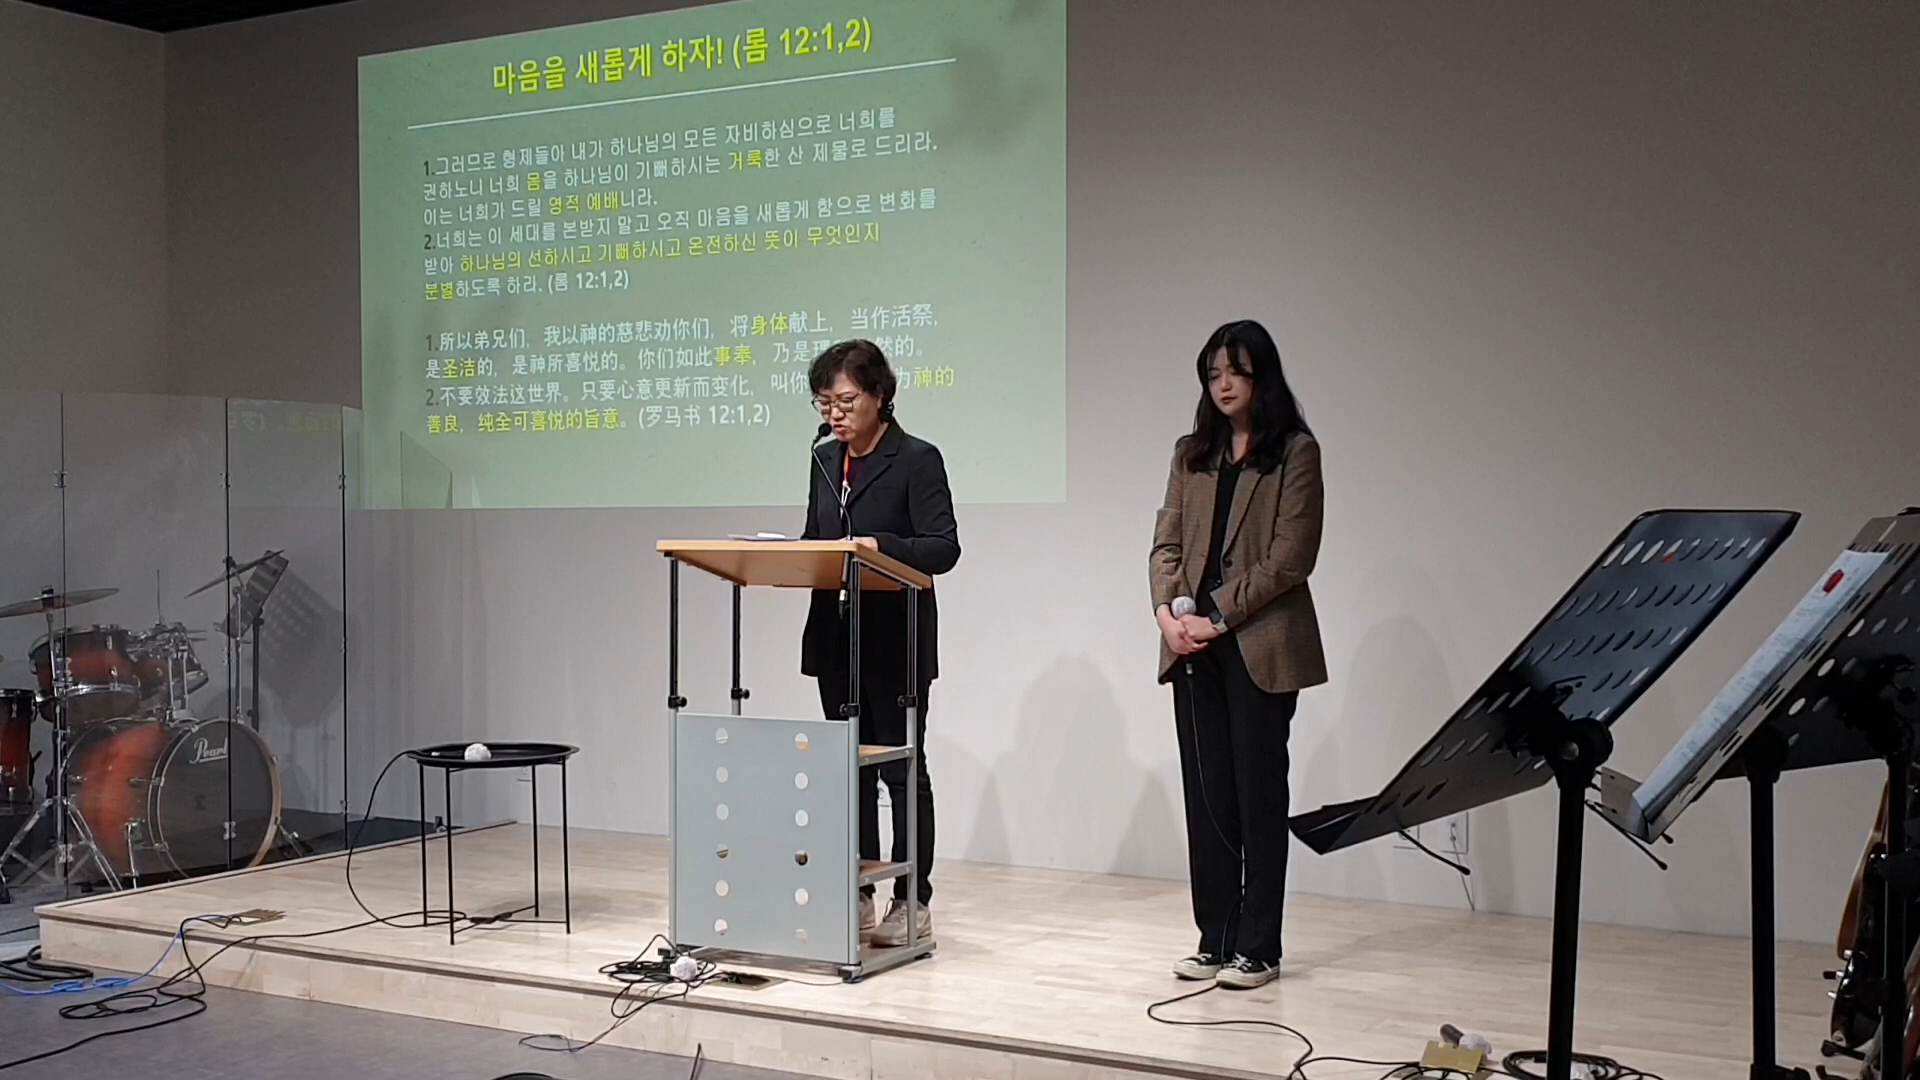 마음을 새롭게 하자! (롬 12:1,2)
1.그러므로 형제들아 내가 하나님의 모든 자비하심으로 너희를
권하노니 너희 몸을 하나님이 기뻐하시는 거룩한 산 제물로 드리라.
이는 너희가 드릴 영적 예배니라.
2.너희는 이 세대를 본받지 말고 오직 마음을 새롭게 함으로 변화를
받아 하나님의 선하시고 기뻐하시고 온전하신 뜻이 무엇인지
분별하도록 하라. (롬 12:1,2)
1.所以弟兄们，我以神的慈悲劝你们，将身体献上，当作活祭，
是圣洁的，是神所喜悦的。你们如此事奉，乃是理 然的。
2.不要效法这世界。只要心意更新而变化，叫你 为神的
善良，纯全可喜悦的旨意。(罗马书 12:1,2)
Pearl